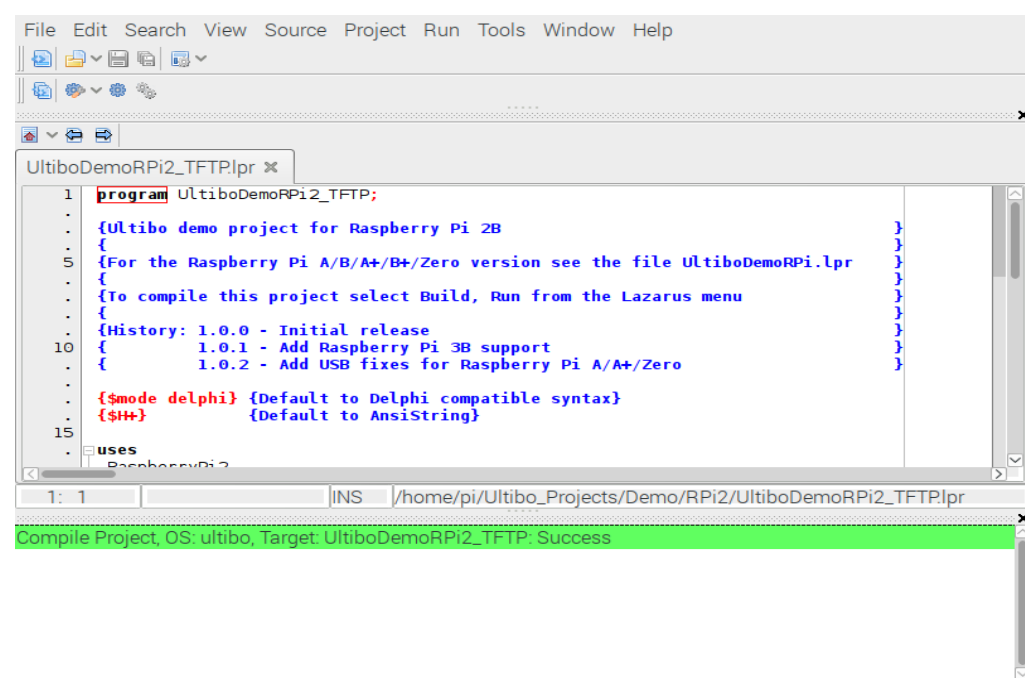 File Edit Search View Source Project Run Tools Window Help
UltiboDemoRPi2_TFTP.lpr
1 program UltiboDemoRPi2_TFTP;
.
. {Ultibo demo project for Raspberry Pi 2B }
. { }
5 {For the Raspberry Pi A/B/A+/B+/Zero version see the file UltiboDemoRPi.lpr }
. { }
. {To compile this project select Build, Run from the Lazarus menu }
. { }
. {History: 1.0.0 - Initial release }
10 { 1.0.1 - Add Raspberry Pi 3B support }
. { 1.0.2 - Add USB fixes for Raspberry Pi A/A+/Zero }
.
. {$mode delphi} {Default to Delphi compatible syntax}
. {$H+} {Default to AnsiString}
15
. uses
RaspberryPi2
1: 1 INS /home/pi/Ultibo_Projects/Demo/RPi2/UltiboDemoRPi2_TFTP.lpr
Compile Project, OS: ultibo, Target: UltiboDemoRPi2_TFTP: Success